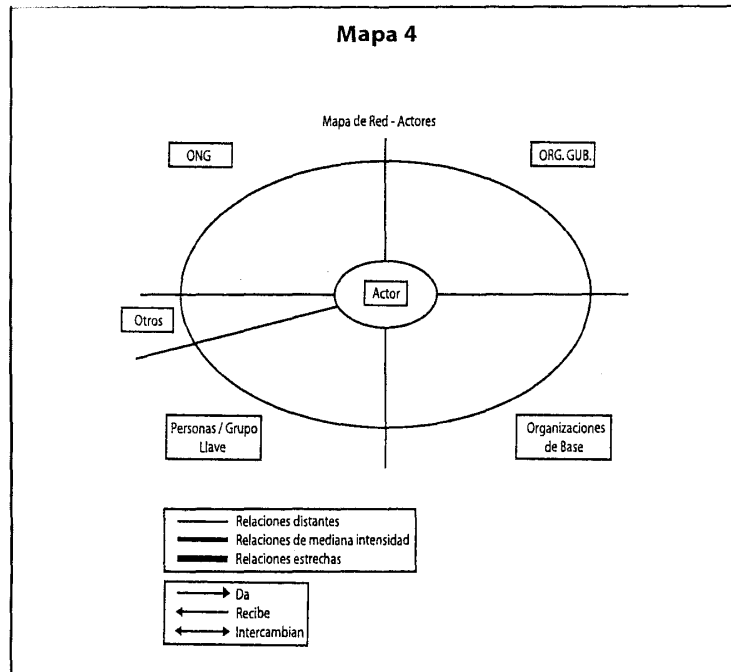 Mapa 4
Mapa de Red - Actores
ONG
ORG. GUB.
Actor
Otros
Personas / Grupo
Llave
Organizaciones
de Base
Relaciones distantes
Relaciones de mediana intensidad
Relaciones estrechas
Da
Recibe
Intercambian